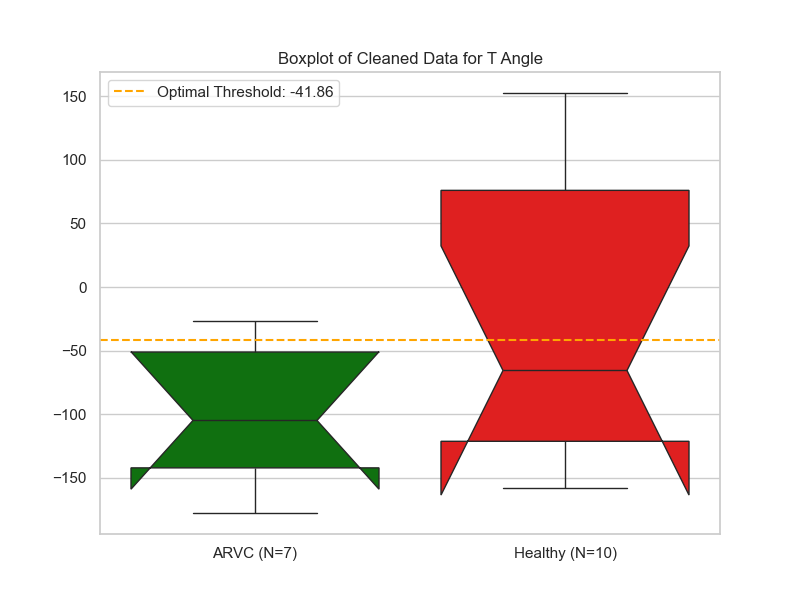 Boxplot of Cleaned Data for T Angle
Optimal Threshold: -41.86
150
100
50
0
−50
−100
−150
ARVC (N=7)
Healthy (N=10)